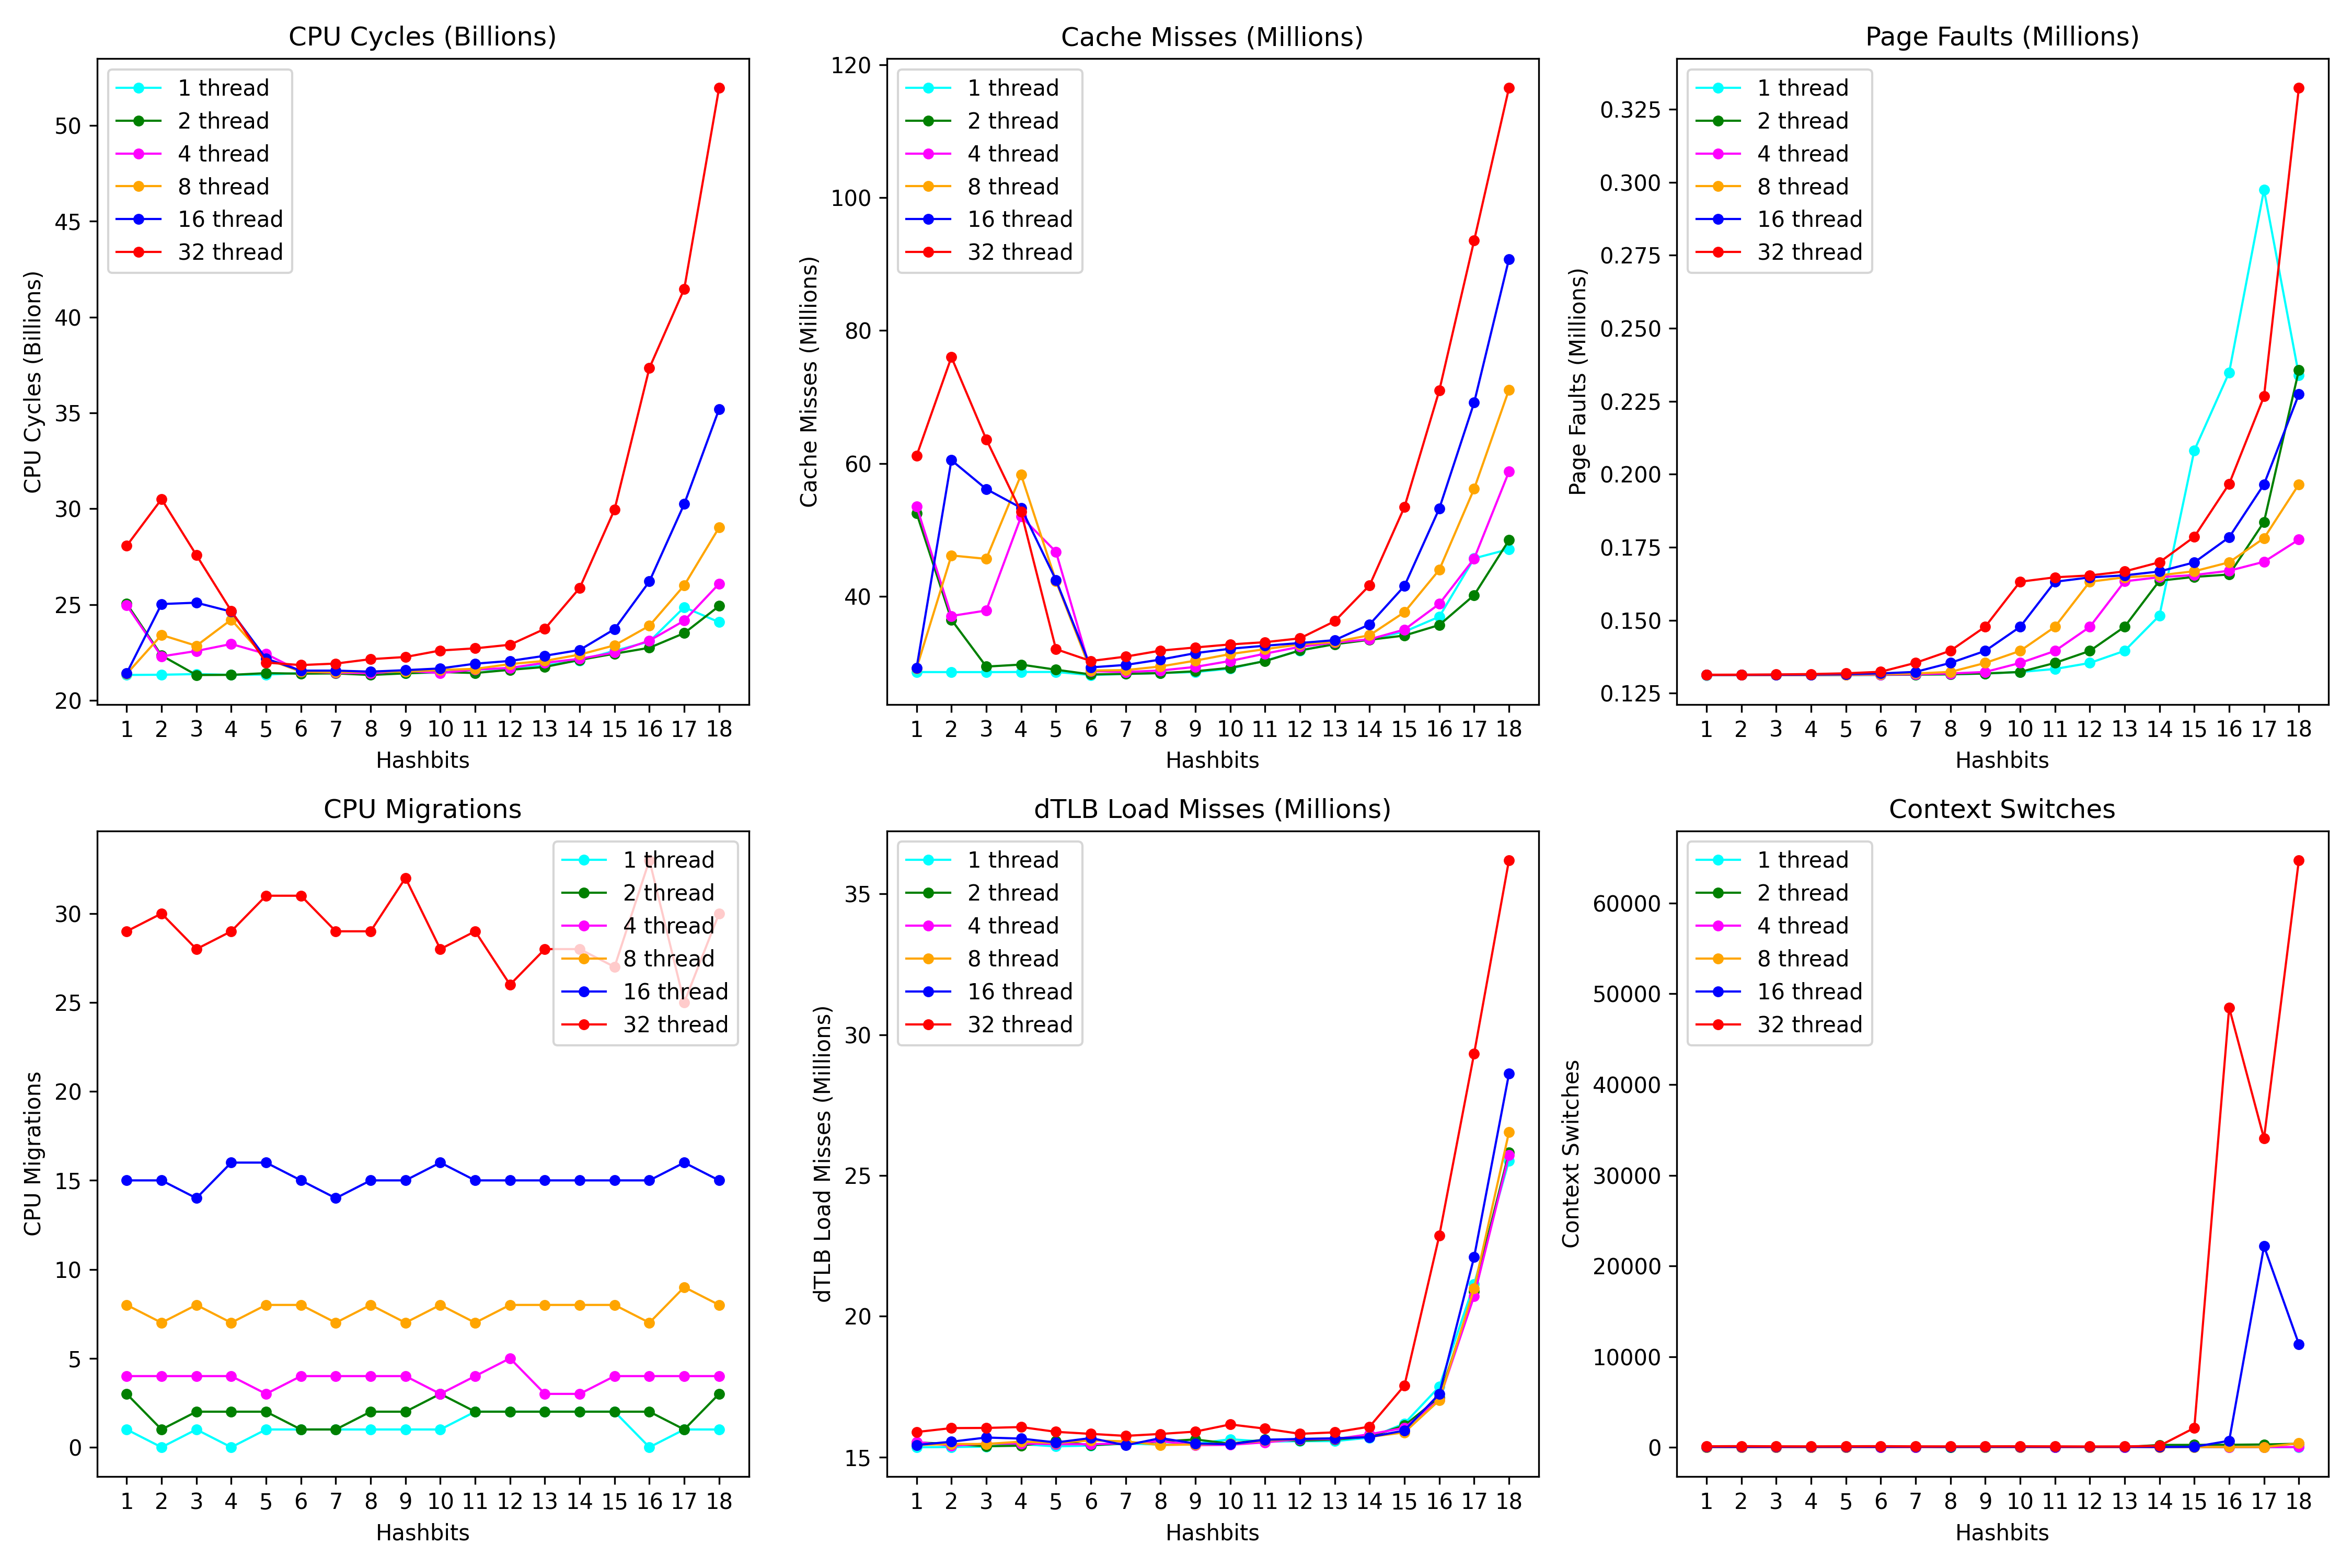 CPU Cycles (Billions)
CPU Cycles (Billions)
50
45
40
35
30
25
20
1 thread
2 thread
4 thread
8 thread
16 thread
32 thread
1 2 3 4 5 6 7 8 9 10 11 12 13 14 15 16 17 18
Hashbits
Cache Misses (Millions)
Cache Misses (Millions)
120
100
80
60
40
1 thread
2 thread
4 thread
8 thread
16 thread
32 thread
1 2 3 4 5 6 7 8 9 10 11 12 13 14 15 16 17 18
Hashbits
Page Faults (Millions)
Page Faults (Millions)
0.325
0.300
0.275
0.250
0.225
0.200
0.175
0.150
0.125
1 thread
2 thread
4 thread
8 thread
16 thread
32 thread
1 2 3 4 5 6 7 8 9 10 11 12 13 14 15 16 17 18
Hashbits
CPU Migrations
CPU Migrations
30
25
20
15
10
5
0
1 thread
2 thread
4 thread
8 thread
16 thread
32 thread
1 2 3 4 5 6 7 8 9 10 11 12 13 14 15 16 17 18
Hashbits
dTLB Load Misses (Millions)
dTLB Load Misses (Millions)
35
30
25
20
15
1 thread
2 thread
4 thread
8 thread
16 thread
32 thread
1 2 3 4 5 6 7 8 9 10 11 12 13 14 15 16 17 18
Hashbits
Context Switches
Context Switches
60000
50000
40000
30000
20000
10000
0
1 thread
2 thread
4 thread
8 thread
16 thread
32 thread
1 2 3 4 5 6 7 8 9 10 11 12 13 14 15 16 17 18
Hashbits